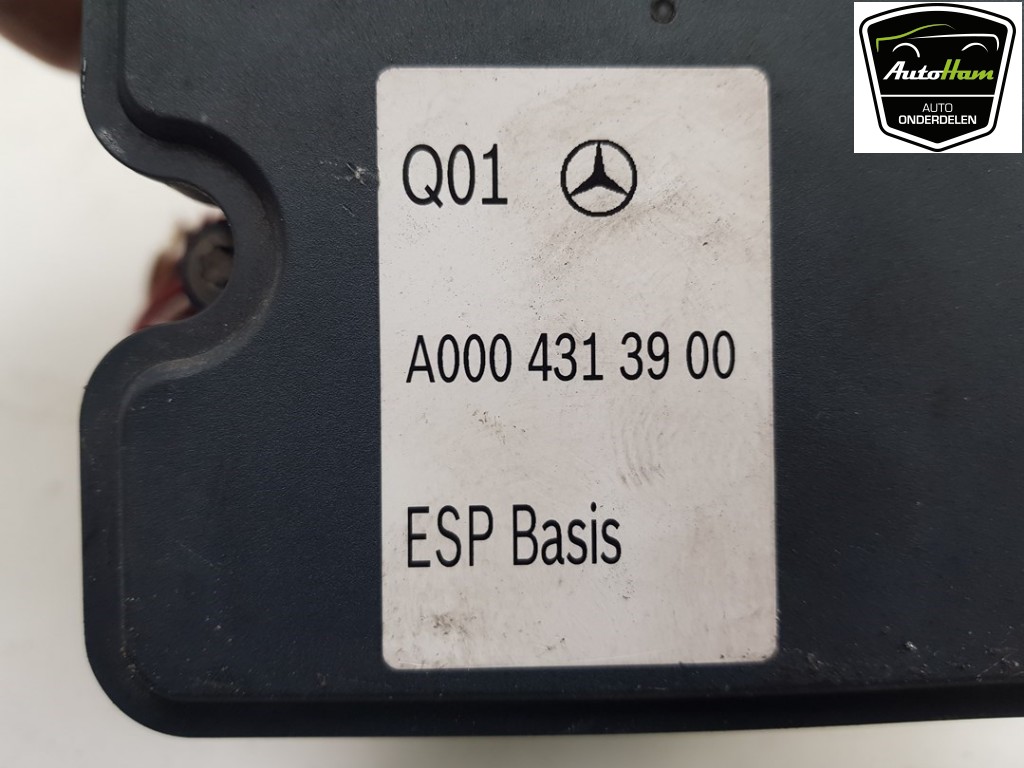 AutoHam
AUTO
ONDERDELEN
Q01
A000 431 39 00
ESP Basis